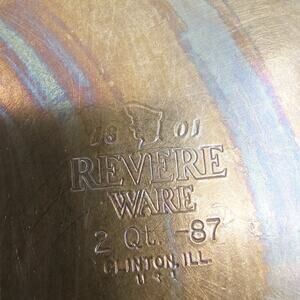 18 01
REVERE
WARE
2 Qt. -87
CLINTON, ILL.
U S A